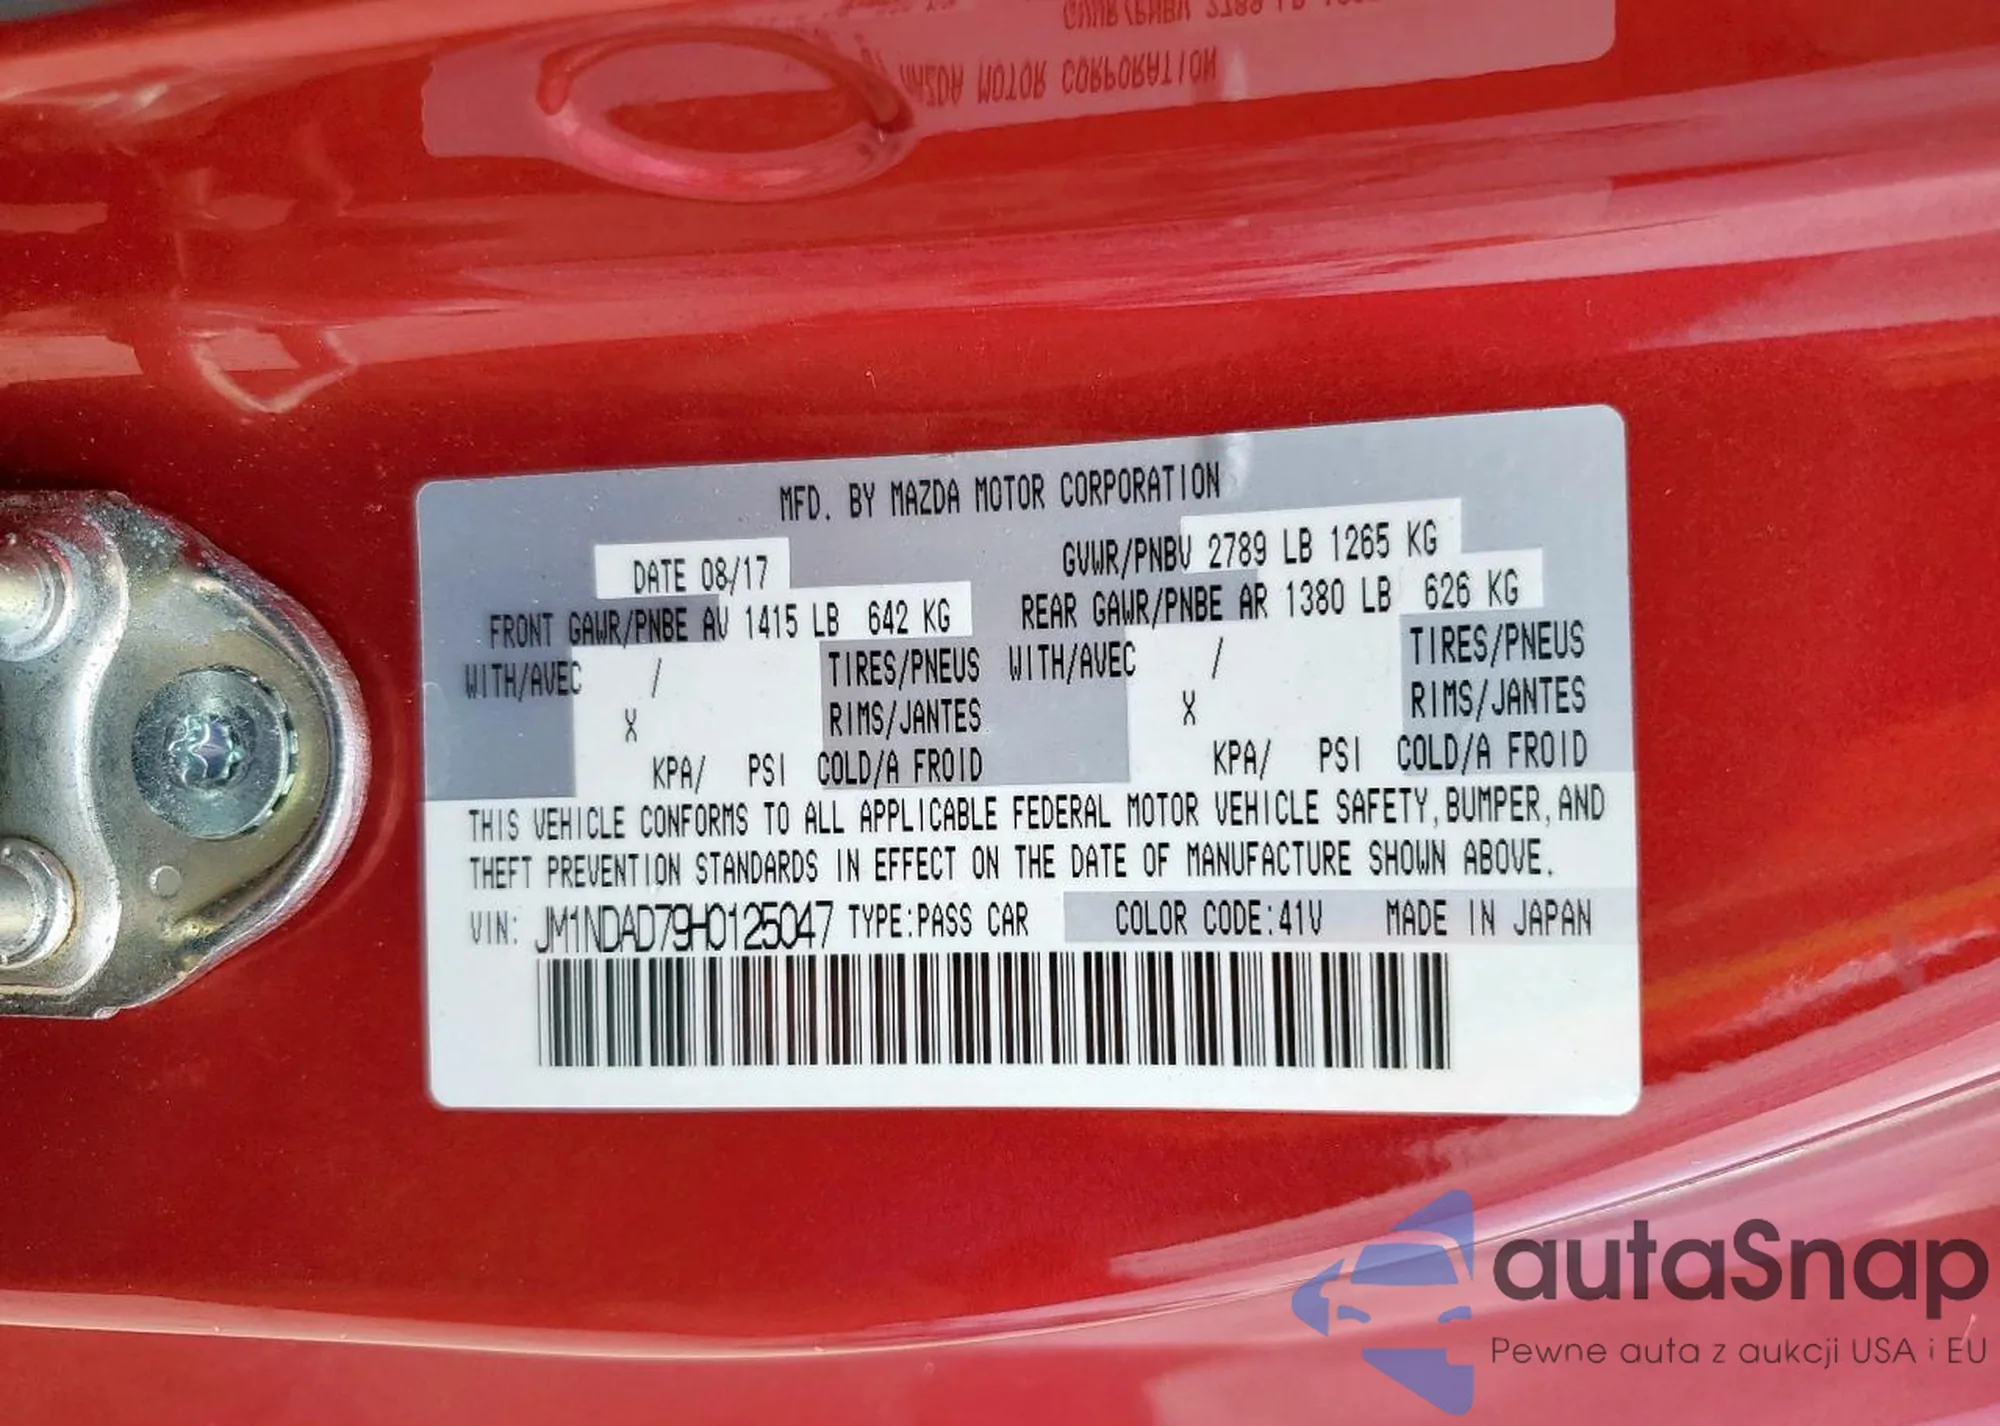 MAZDA MOTOR CORPORATION
MFD. BY MAZDA MOTOR CORPORATION
DATE 08/17 GVWR/PNBV 2789 LB 1265 KG
FRONT GAWR/PNBE AV 1415 LB 642 KG REAR GAWR/PNBE AR 1380 LB 626 KG
WITH/AVEC / TIRES/PNEUS WITH/AVEC / TIRES/PNEUS
X RIMS/JANTES X RIMS/JANTES
KPA/ PSI COLD/A FROID KPA/ PSI COLD/A FROID
THIS VEHICLE CONFORMS TO ALL APPLICABLE FEDERAL MOTOR VEHICLE SAFETY, BUMPER, AND
THEFT PREVENTION STANDARDS IN EFFECT ON THE DATE OF MANUFACTURE SHOWN ABOVE.
VIN: JM1NDAD79H0125047 TYPE:PASS CAR COLOR CODE:41V MADE IN JAPAN
autaSnap
Pewne auta z aukcji USA i EU